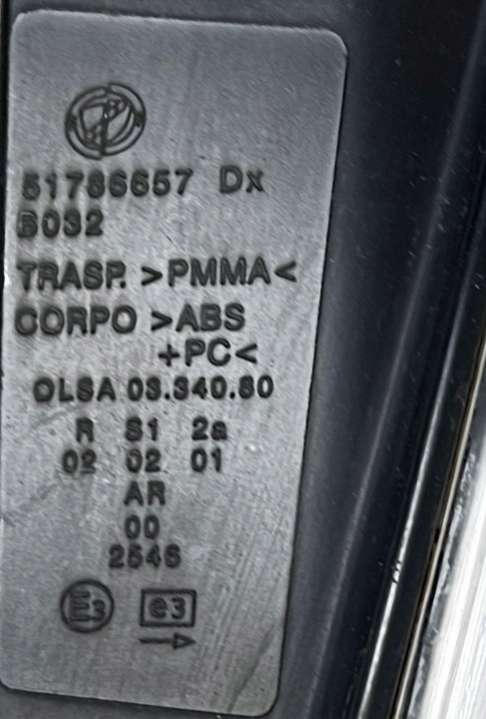 51786657 Dx
B032
TRASP. >PMMA<
CORPO >ABS
+PC<
OLSA 03.340.80
R S1 2a
02 02 01
AR
00
2546
E3 e3